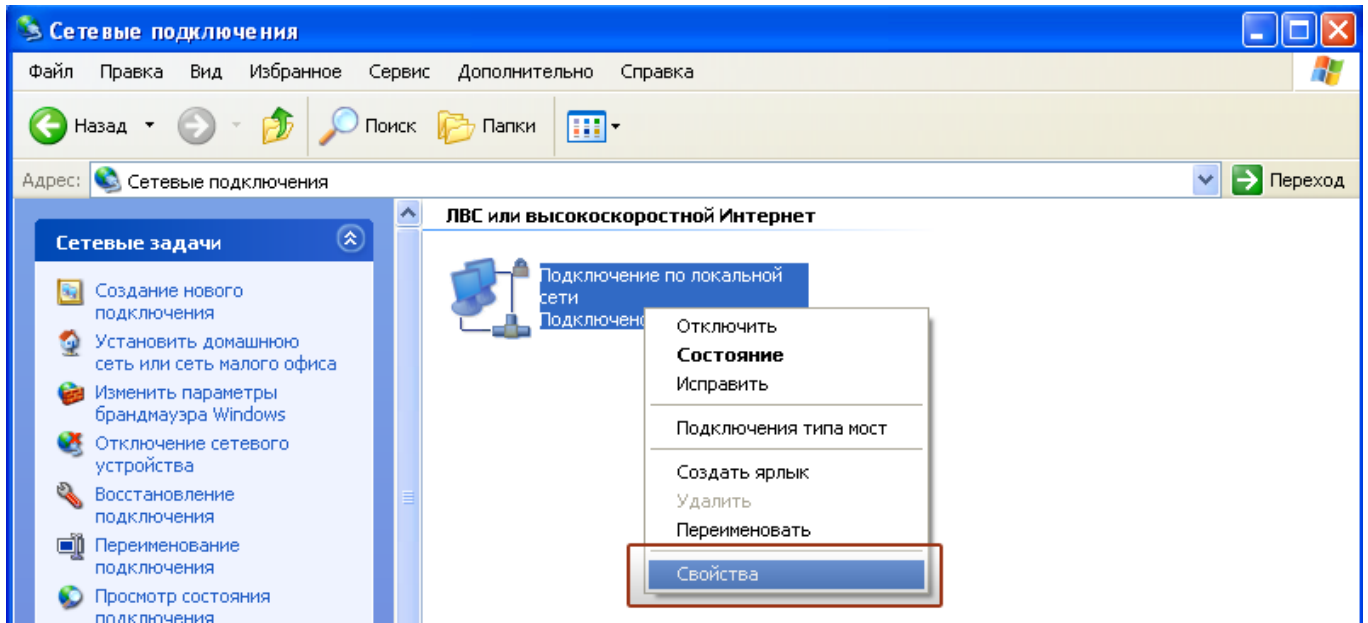 Сетевые подключения
Файл Правка Вид Избранное Сервис Дополнительно Справка
Назад Поиск Папки
Адрес: Сетевые подключения Переход
Сетевые задачи
Создание нового
подключения
Установить домашнюю
сеть или сеть малого офиса
Изменить параметры
брандмауэра Windows
Отключение сетевого
устройства
Восстановление
подключения
Переименование
подключения
Просмотр состояния
подключения
ЛВС или высокоскоростной Интернет
Подключение по локальной
сети
Подключено
Отключить
Состояние
Исправить
Подключения типа мост
Создать ярлык
Удалить
Переименовать
Свойства